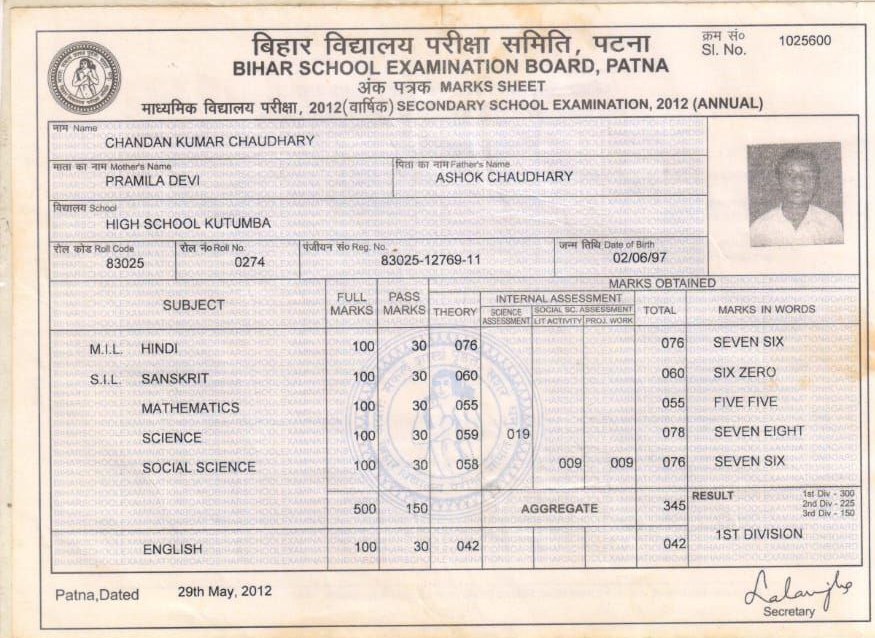 बिहार विद्यालय परीक्षा समिति, पटना
क्रम सं०
Sl. No. 1025600
BIHAR SCHOOL EXAMINATION BOARD, PATNA
अंक पत्रक MARKS SHEET
माध्यमिक विद्यालय परीक्षा, 2012(वार्षिक) SECONDARY SCHOOL EXAMINATION, 2012 (ANNUAL)
नाम Name
CHANDAN KUMAR CHAUDHARY
माता का नाम Mother's Name पिता का नाम Father's Name
PRAMILA DEVI ASHOK CHAUDHARY
विद्यालय School
HIGH SCHOOL KUTUMBA
रोल कोड Roll Code रोल नं० Roll No. पंजीयन सं० Reg. No. जन्म तिथि Date of Birth
83025 0274 83025-12769-11 02/06/97
MARKS OBTAINED
SUBJECT FULL MARKS PASS MARKS THEORY INTERNAL ASSESSMENT TOTAL MARKS IN WORDS
SCIENCE ASSESSMENT SOCIAL SC. ASSESSMENT
LIT ACTIVITY PROJ. WORK
M.I.L. HINDI 100 30 076 076 SEVEN SIX
S.I.L. SANSKRIT 100 30 060 060 SIX ZERO
MATHEMATICS 100 30 055 055 FIVE FIVE
SCIENCE 100 30 059 019 078 SEVEN EIGHT
SOCIAL SCIENCE 100 30 058 009 009 076 SEVEN SIX
500 150 AGGREGATE 345 RESULT
1st Div - 300
2nd Div - 225
3rd Div - 150
1ST DIVISION
ENGLISH 100 30 042 042
Patna,Dated 29th May, 2012
Secretary